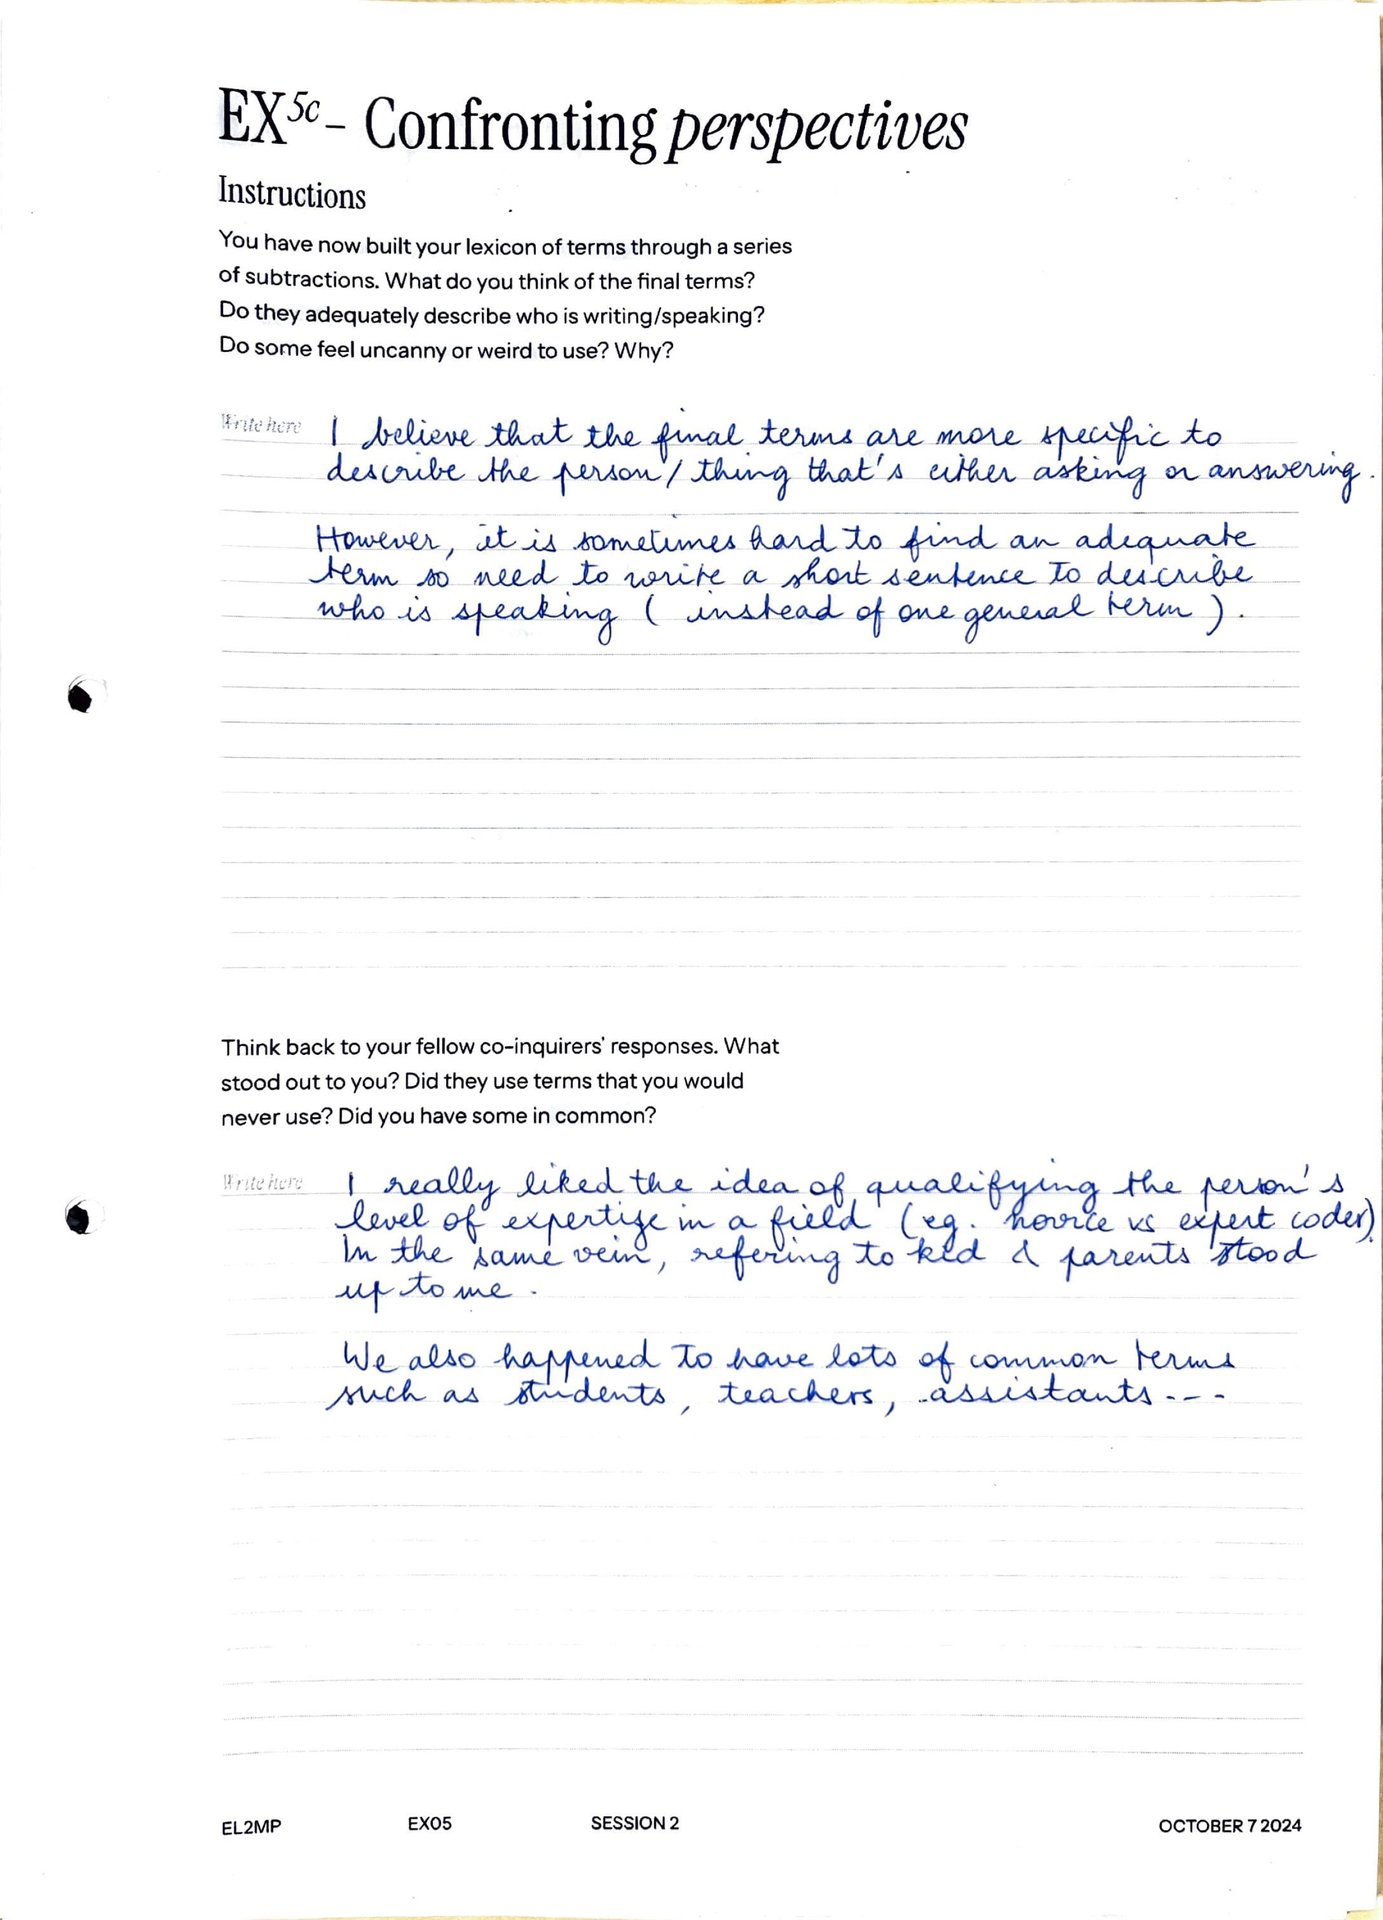 EX5c - Confronting perspectives
Instructions
You have now built your lexicon of terms through a series
of subtractions. What do you think of the final terms?
Do they adequately describe who is writing/speaking?
Do some feel uncanny or weird to use? Why?
Write here
I believe that the final terms are more specific to
describe the person/thing that's either asking or answering.
However, it is sometimes hard to find an adequate
term so need to write a short sentence to describe
who is speaking (instead of one general term).
Think back to your fellow co-inquirers' responses. What
stood out to you? Did they use terms that you would
never use? Did you have some in common?
Write here
I really liked the idea of qualifying the person's
level of expertize in a field (eg. novice vs expert coder).
In the same vein, refering to kid & parents stood
up to me.
We also happened to have lots of common terms
such as students, teachers, assistants---
EL2MP EX05 SESSION 2 OCTOBER 7 2024